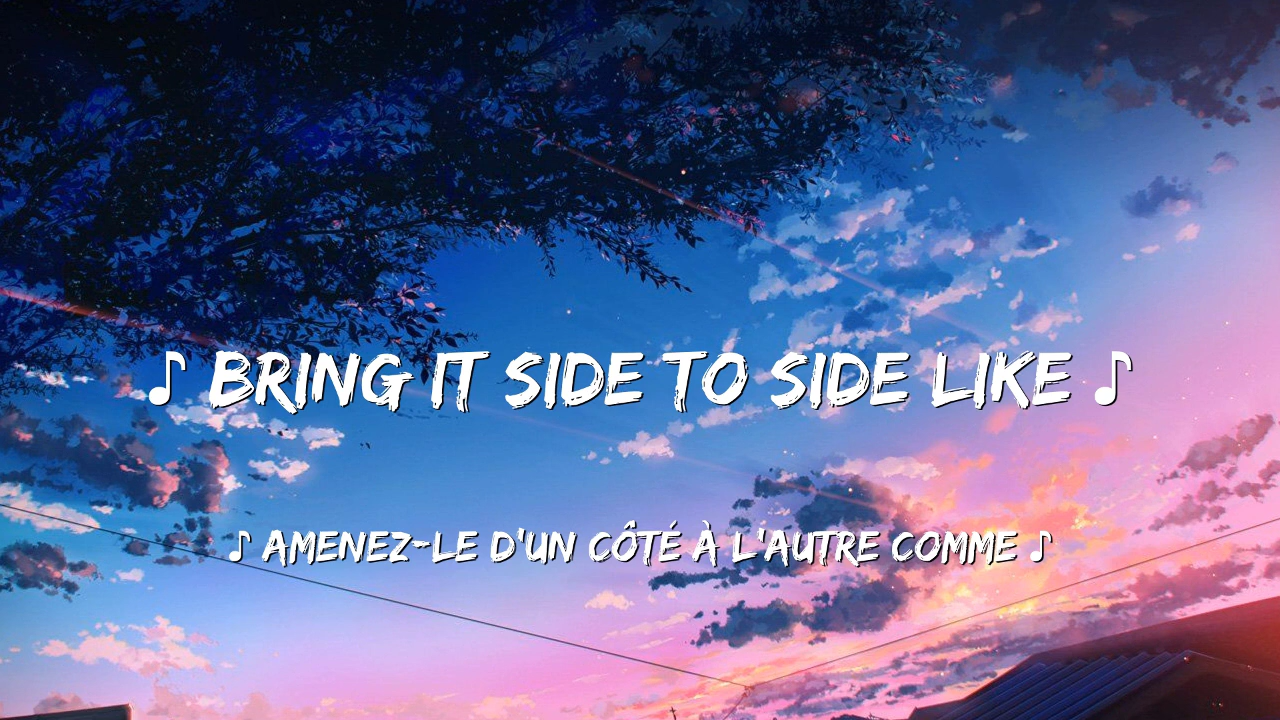 ♪ BRING IT SIDE TO SIDE LIKE ♪
♪ AMENEZ-LE D'UN CÔTÉ À L'AUTRE COMME ♪